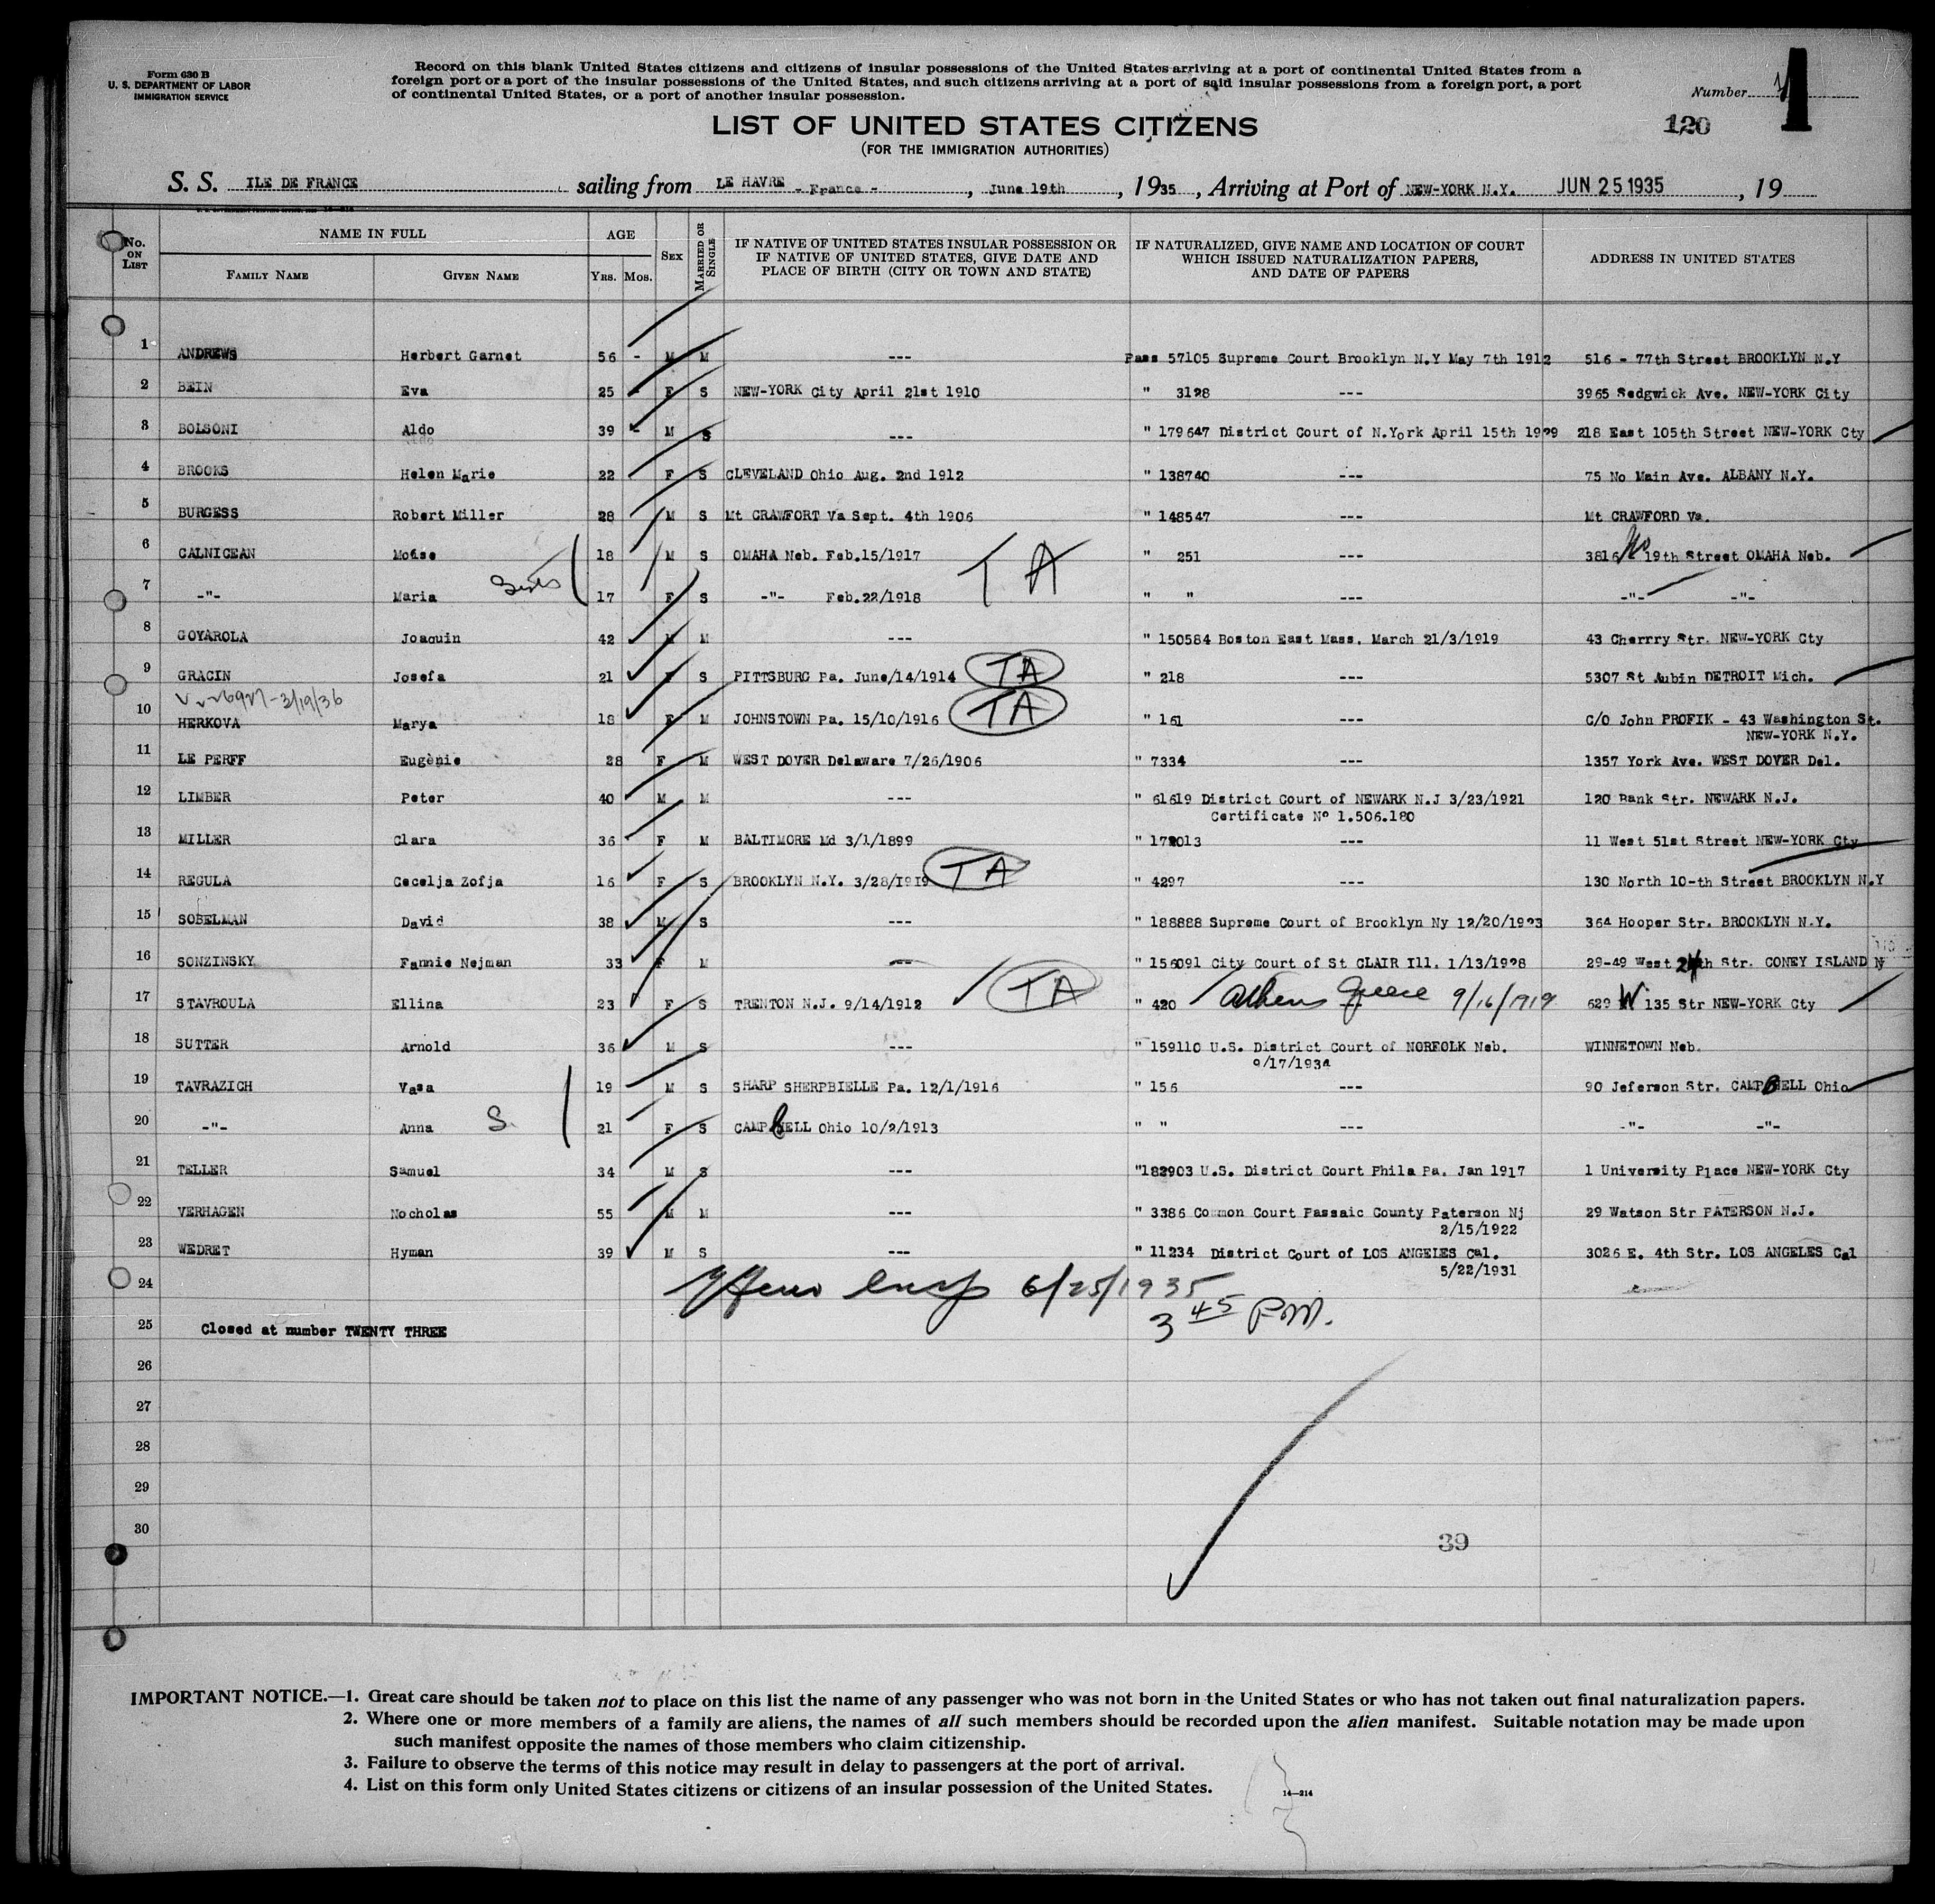 Form 630 B
U. S. DEPARTMENT OF LABOR
IMMIGRATION SERVICE
Record on this blank United States citizens and citizens of insular possessions of the United States arriving at a port of continental United States from a
foreign port or a port of the insular possessions of the United States, and such citizens arriving at a port of said insular possessions from a foreign port, a port
of continental United States, or a port of another insular possession.
Number 1
120
LIST OF UNITED STATES CITIZENS
(FOR THE IMMIGRATION AUTHORITIES)
S. S. ILE DE FRANCE sailing from LE HAVRE - France - , June 19th , 1935 , Arriving at Port of NEW-YORK N.Y. JUN 25 1935 , 19
No. ON LIST NAME IN FULL AGE SEX MARRIED OR SINGLE IF NATIVE OF UNITED STATES INSULAR POSSESSION OR IF NATIVE OF UNITED STATES, GIVE DATE AND PLACE OF BIRTH (CITY OR TOWN AND STATE) IF NATURALIZED, GIVE NAME AND LOCATION OF COURT WHICH ISSUED NATURALIZATION PAPERS, AND DATE OF PAPERS ADDRESS IN UNITED STATES
FAMILY NAME GIVEN NAME YRS. MOS.
1 ANDREWS Herbert Garnet 56 - M M --- Pass 57105 Supreme Court Brooklyn N.Y May 7th 1912 516 - 77th Street BROOKLYN N.Y
2 BEIN Eva 25 - F S NEW-YORK City April 21st 1910 " 3128 --- 3965 Sedgwick Ave. NEW-YORK City
3 BOLSONI Aldo 39 - M S --- " 179647 District Court of N.York April 15th 1929 218 East 105th Street NEW-YORK Cty
4 BROOKS Helen Marie 22 F S CLEVELAND Ohio Aug. 2nd 1912 " 138740 --- 75 No Main Ave. ALBANY N.Y.
5 BURGESS Robert Miller 28 M S Mt CRAWFORT Va Sept. 4th 1906 " 148547 --- Mt CRAWFORD Va.
6 CALNICEAN Moise 18 M S OMAHA Neb. Feb.15/1917 T A " 251 --- 3816 No 19th Street OMAHA Neb.
7 -"- Maria 17 F S -"- Feb.22/1918 " " --- -"- -"-
8 GOYAROLA Joaquin 42 M M --- " 150584 Boston East Mass. March 21/3/1919 43 Cherrry Str. NEW-YORK Cty
9 GRACIN Josefa 21 F S PITTSBURG Pa. June/14/1914 TA " 218 --- 5307 St Aubin DETROIT Mich.
10 HERKOVA Marya 18 F M JOHNSTOWN Pa. 15/10/1916 TA " 161 --- C/O John PROFIK - 43 Washington St.
NEW-YORK N.Y.
11 LE PERFF Eugènie 28 F M WEST DOVER Delaware 7/26/1906 " 7334 --- 1357 York Ave. WEST DOVER Del.
12 LIMBER Peter 40 M M --- " 61619 District Court of NEWARK N.J 3/23/1921 120 Bank Str. NEWARK N.J.
Certificate Nº 1.506.180
13 MILLER Clara 36 F M BALTIMORE Md 3/1/1899 " 172013 --- 11 West 51st Street NEW-YORK Cty
14 REGULA Cecelja Zofja 16 F S BROOKLYN N.Y. 3/28/1919 TA " 4297 --- 130 North 10-th Street BROOKLYN N.Y
15 SOBELMAN David 38 M S --- " 188888 Supreme Court of Brooklyn Ny 12/20/1923 364 Hooper Str. BROOKLYN N.Y.
16 SONZINSKY Fannie Nejman 33 F M --- " 156091 City Court of St CLAIR Ill. 1/13/1928 29-49 West 24th Str. CONEY ISLAND N
17 STAVROULA Ellina 23 F S TRENTON N.J. 9/14/1912 TA " 420 Athens Greece 9/16/1919 629 W 135 Str NEW-YORK Cty
18 SUTTER Arnold 36 M S --- " 159110 U.S. District Court of NORFOLK Neb. WINNETOWN Neb.
9/17/1934
19 TAVRAZICH Vasa 19 M S SHARP SHERPBIELLE Pa. 12/1/1916 " 156 --- 90 Jeferson Str. CAMPBELL Ohio
20 -"- Anna S. 21 F S CAMPBELL Ohio 10/2/1913 " " --- -"- -"-
21 TELLER Samuel 34 M S --- "182903 U.S. District Court Phila Pa. Jan 1917 1 University Place NEW-YORK Cty
22 VERHAGEN Nocholas 55 M M --- " 3386 Common Court Passaic County Paterson Nj 29 Watson Str PATERSON N.J.
2/15/1922
23 WEDRET Hyman 39 M S --- " 11234 District Court of LOS ANGELES Cal. 3026 E. 4th Str. LOS ANGELES Cal
5/22/1931
24 6/25/1935
3 45 P.M.
25 Closed at number TWENTY THREE
26
27
28
29
30
39
IMPORTANT NOTICE.—1. Great care should be taken not to place on this list the name of any passenger who was not born in the United States or who has not taken out final naturalization papers.
2. Where one or more members of a family are aliens, the names of all such members should be recorded upon the alien manifest. Suitable notation may be made upon
such manifest opposite the names of those members who claim citizenship.
3. Failure to observe the terms of this notice may result in delay to passengers at the port of arrival.
4. List on this form only United States citizens or citizens of an insular possession of the United States.
14—214